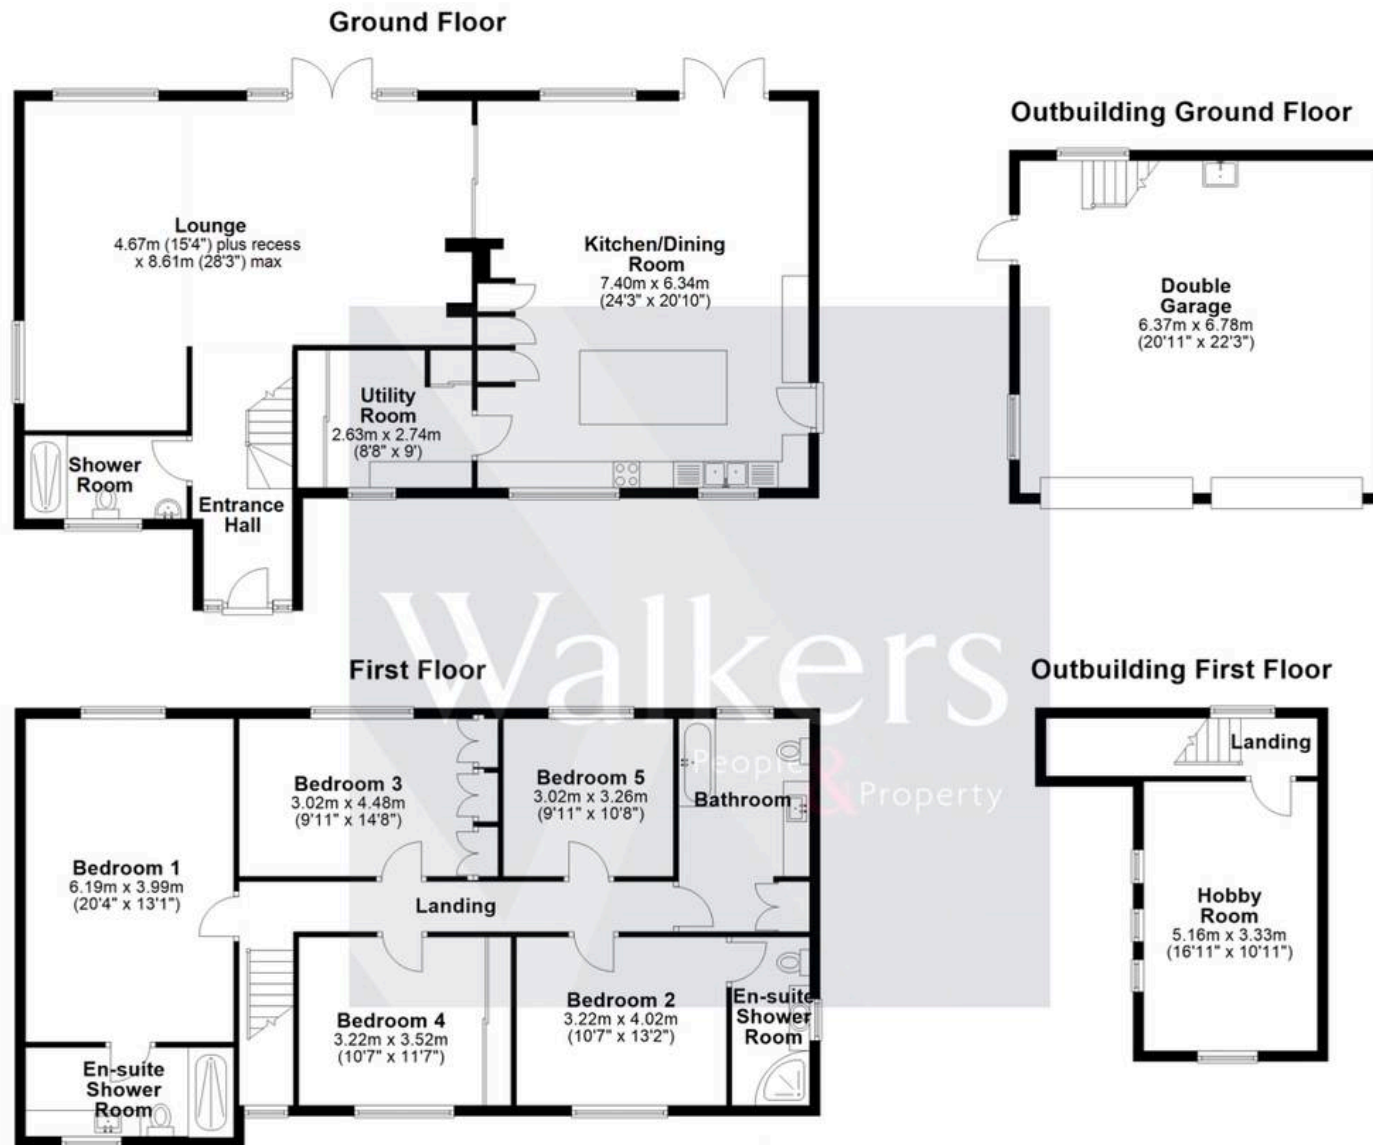 Ground Floor
Lounge
4.67m (15'4") plus recess
x 8.61m (28'3") max
Kitchen/Dining
Room
7.40m x 6.34m
(24'3" x 20'10")
Utility
Room
2.63m x 2.74m
(8'8" x 9')
Shower
Room
Entrance
Hall
Outbuilding Ground Floor
Double
Garage
6.37m x 6.78m
(20'11" x 22'3")
Walkers
People
& Property
First Floor
Bedroom 3
3.02m x 4.48m
(9'11" x 14'8")
Bedroom 5
3.02m x 3.26m
(9'11" x 10'8")
Bathroom
Bedroom 1
6.19m x 3.99m
(20'4" x 13'1")
Landing
Bedroom 4
3.22m x 3.52m
(10'7" x 11'7")
Bedroom 2
3.22m x 4.02m
(10'7" x 13'2")
En-suite
Shower
Room
En-suite
Shower
Room
Outbuilding First Floor
Landing
Hobby
Room
5.16m x 3.33m
(16'11" x 10'11")